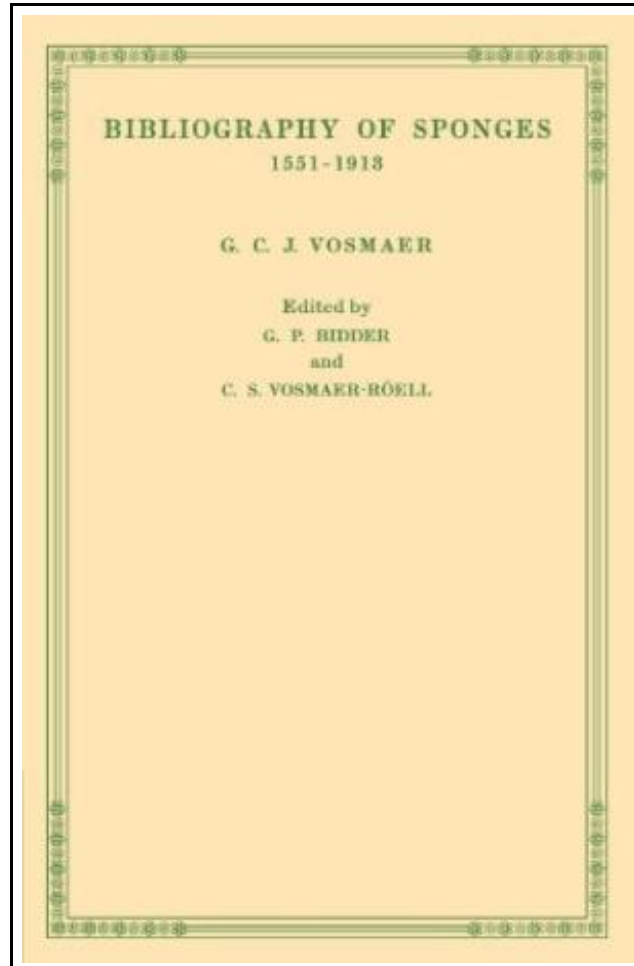 BIBLIOGRAPHY OF SPONGES
1551-1913
G. C. J. VOSMAER
Edited by
G. P. BIDDER
and
C. S. VOSMAER-RÖELL